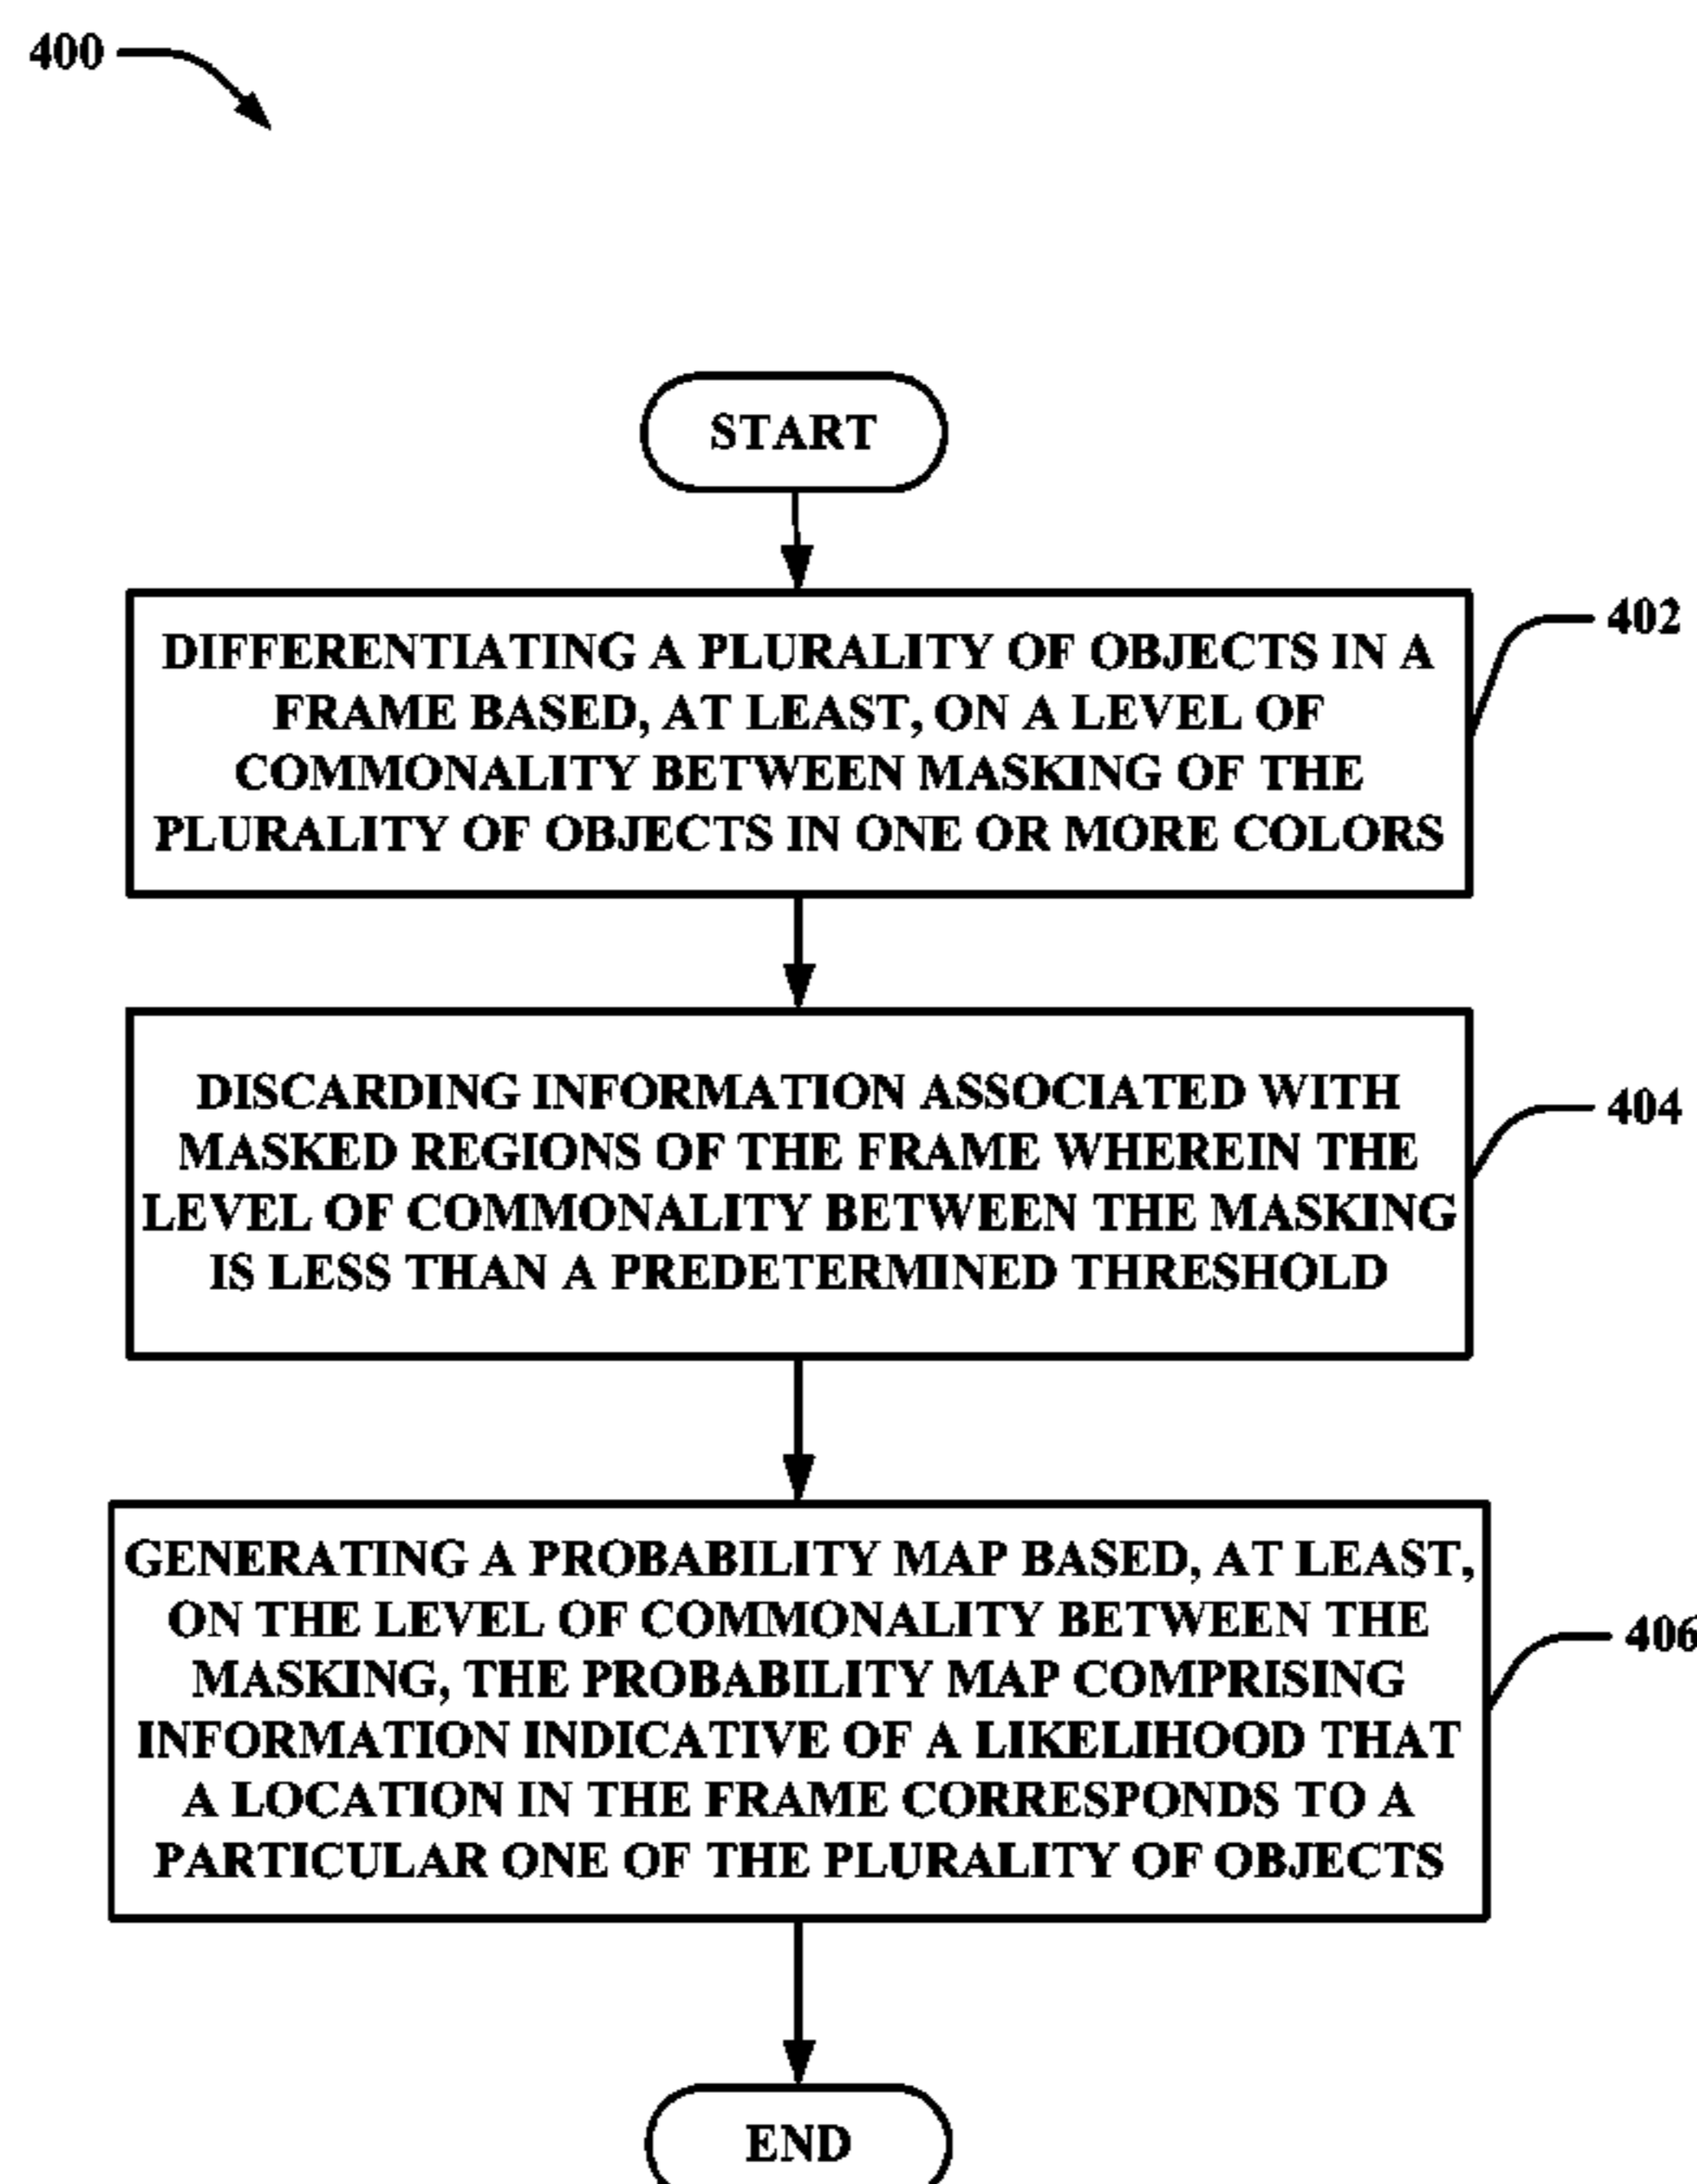 400
START
DIFFERENTIATING A PLURALITY OF OBJECTS IN A
FRAME BASED, AT LEAST, ON A LEVEL OF
COMMONALITY BETWEEN MASKING OF THE
PLURALITY OF OBJECTS IN ONE OR MORE COLORS
402
DISCARDING INFORMATION ASSOCIATED WITH
MASKED REGIONS OF THE FRAME WHEREIN THE
LEVEL OF COMMONALITY BETWEEN THE MASKING
IS LESS THAN A PREDETERMINED THRESHOLD
404
GENERATING A PROBABILITY MAP BASED, AT LEAST,
ON THE LEVEL OF COMMONALITY BETWEEN THE
MASKING, THE PROBABILITY MAP COMPRISING
INFORMATION INDICATIVE OF A LIKELIHOOD THAT
A LOCATION IN THE FRAME CORRESPONDS TO A
PARTICULAR ONE OF THE PLURALITY OF OBJECTS
406
END